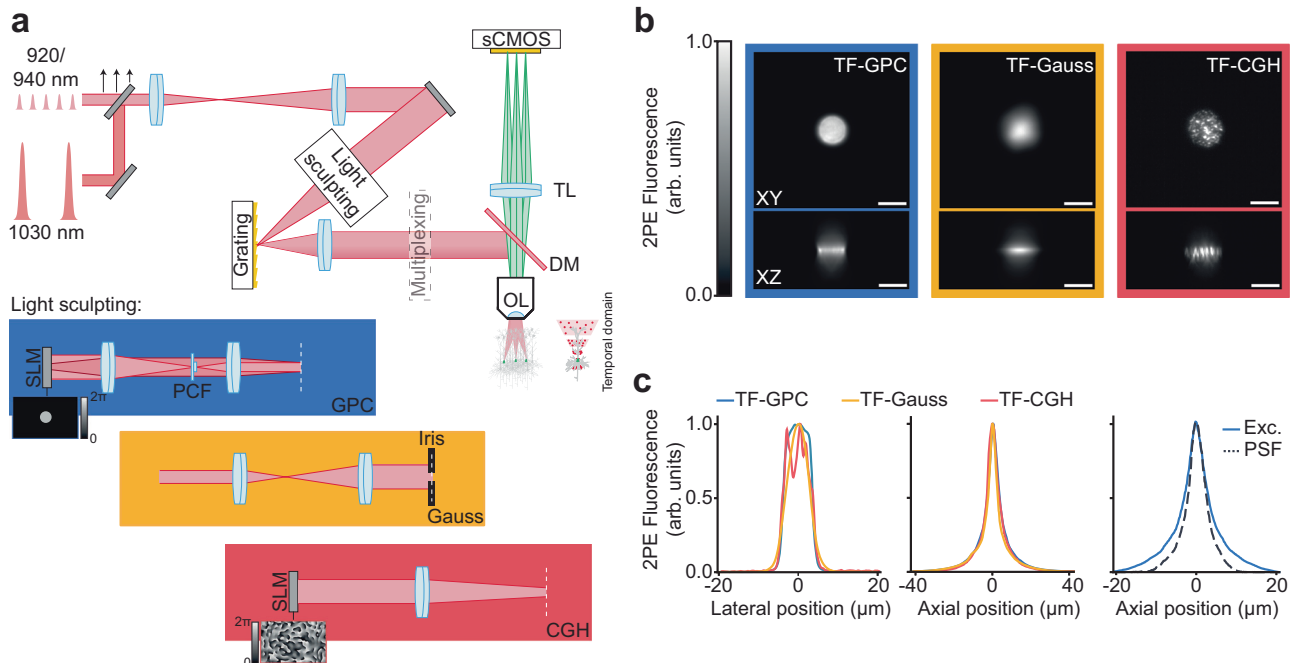 a
920/
940 nm
1030 nm
sCMOS
Light
sculpting
TL
Grating
Multiplexing
DM
OL
Temporal domain
Light sculpting:
SLM
PCF
2π
0
GPC
Iris
Gauss
SLM
2π
0
CGH
b
2PE Fluorescence
(arb. units)
1.0
0.0
TF-GPC
XY
XZ
TF-Gauss
TF-CGH
c
TF-GPC TF-Gauss TF-CGH
2PE Fluorescence
(arb. units)
1.0
0.5
0
-20 0 20
Lateral position (µm)
-40 0 40
Axial position (µm)
Exc.
PSF
-20 0 20
Axial position (µm)